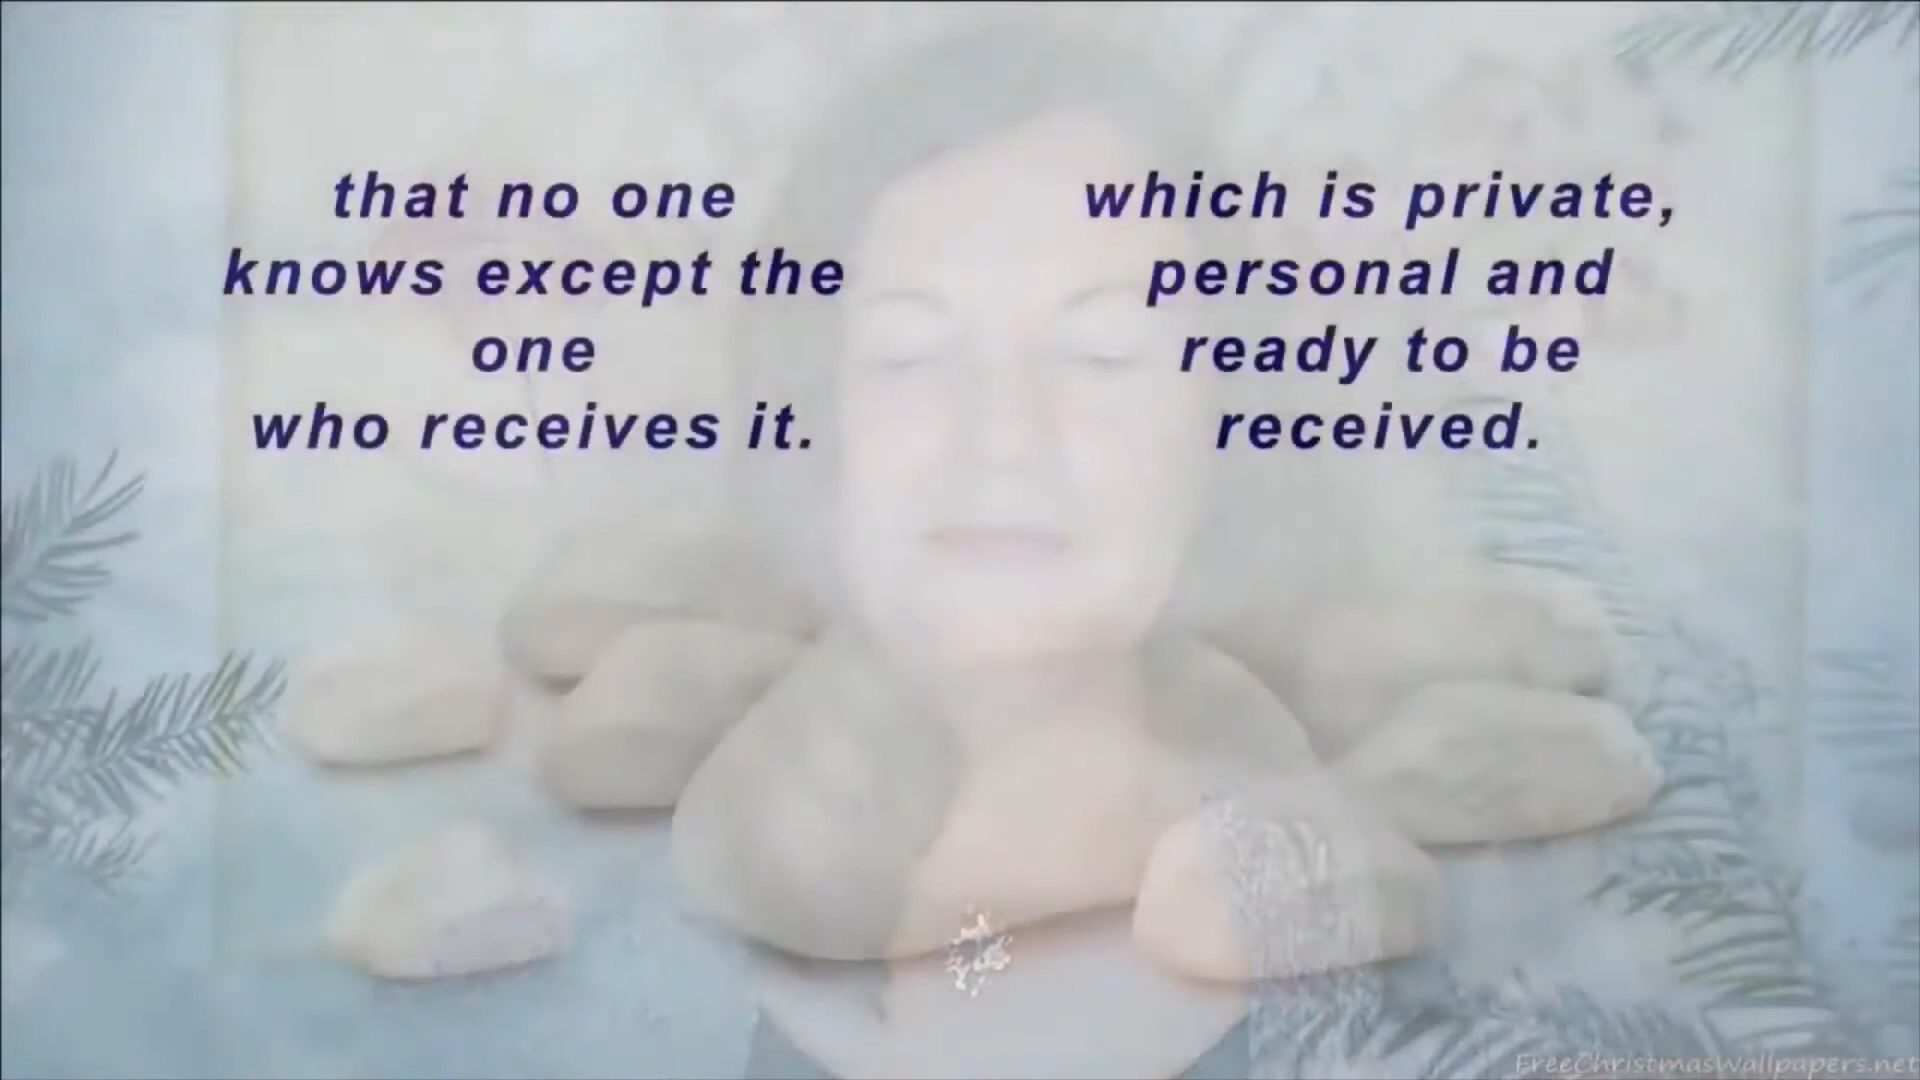 that no one
knows except the
one
who receives it.
which is private,
personal and
ready to be
received.
FreeChristmasWallpapers.net